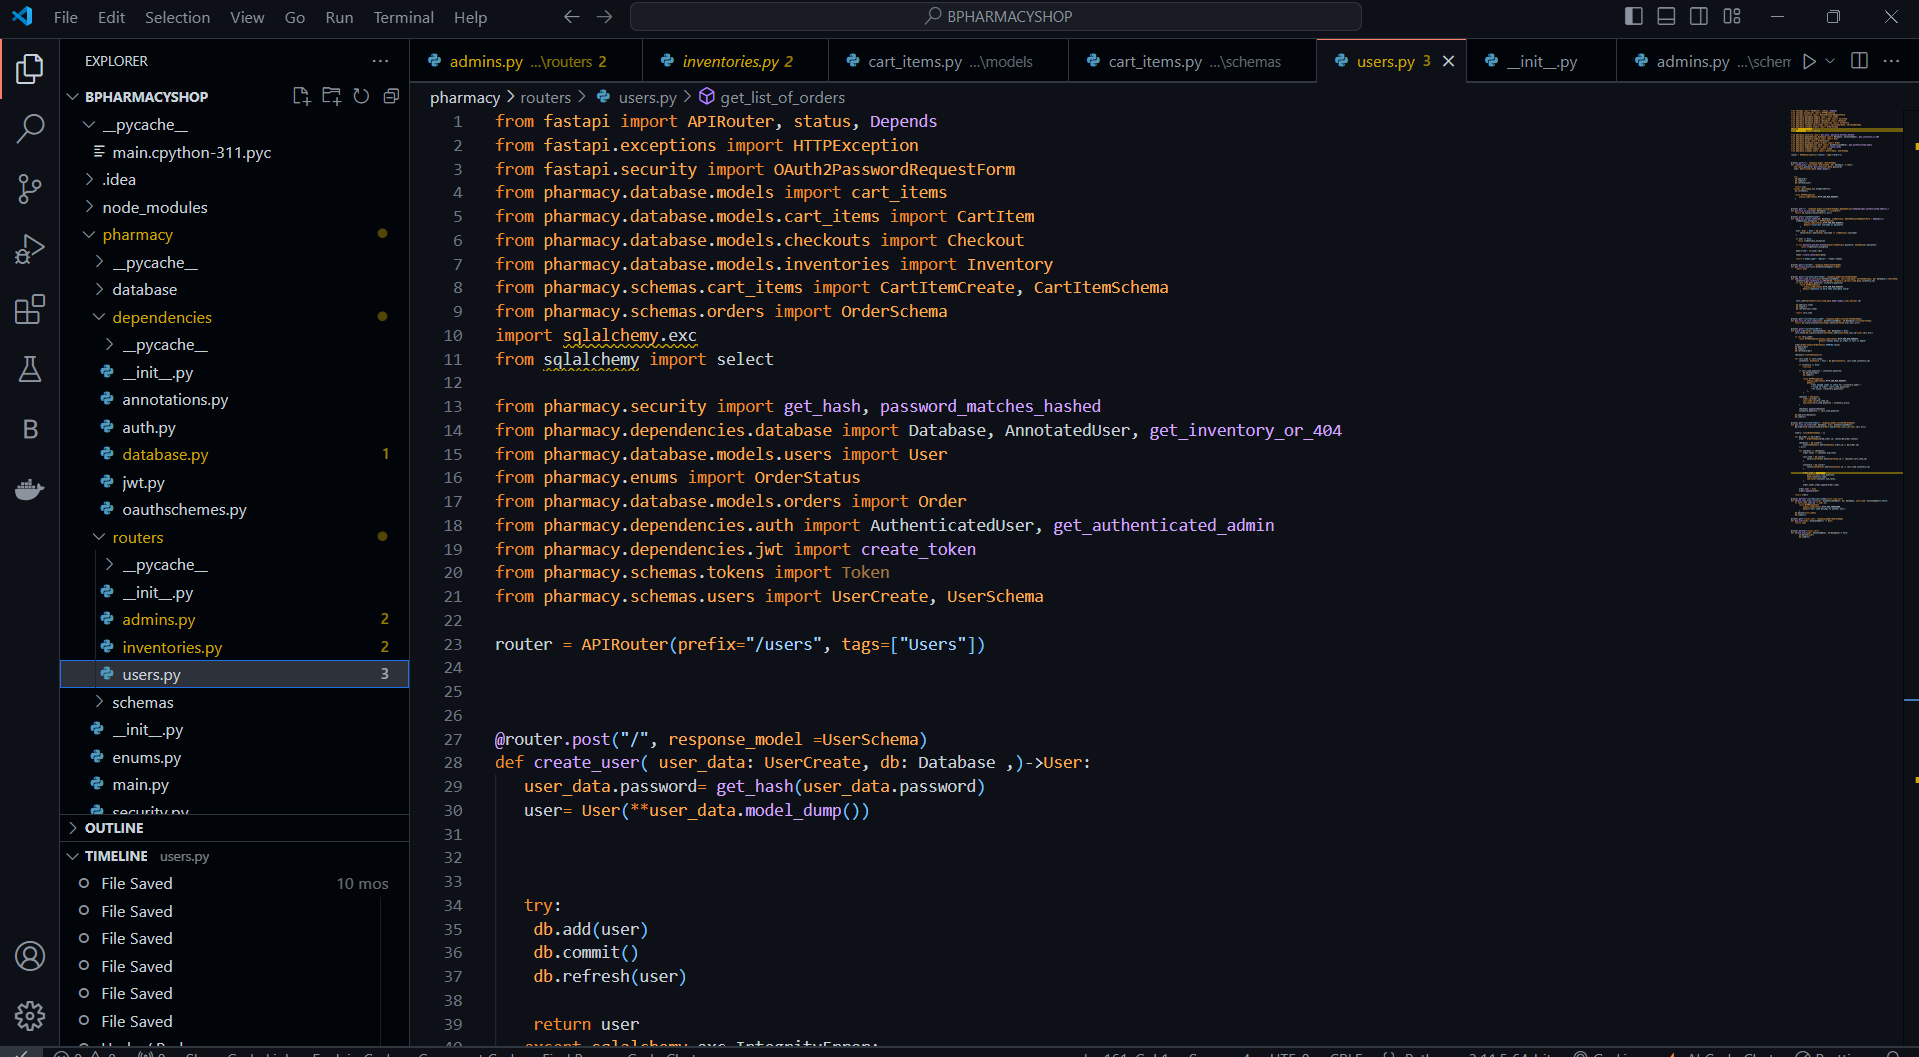 File Edit Selection View Go Run Terminal Help
BPHARMACYSHOP
EXPLORER
BPHARMACYSHOP
__pycache__
main.cpython-311.pyc
.idea
node_modules
pharmacy
__pycache__
database
dependencies
__pycache__
__init__.py
annotations.py
auth.py
database.py 1
jwt.py
oauthschemes.py
routers
__pycache__
__init__.py
admins.py 2
inventories.py 2
users.py 3
schemas
__init__.py
enums.py
main.py
security.py
OUTLINE
TIMELINE users.py
File Saved 10 mos
File Saved
File Saved
File Saved
File Saved
File Saved
admins.py ...\routers 2
inventories.py 2
cart_items.py ...\models
cart_items.py ...\schemas
users.py 3
__init__.py
admins.py ...\schem
pharmacy > routers > users.py > get_list_of_orders
1 from fastapi import APIRouter, status, Depends
2 from fastapi.exceptions import HTTPException
3 from fastapi.security import OAuth2PasswordRequestForm
4 from pharmacy.database.models import cart_items
5 from pharmacy.database.models.cart_items import CartItem
6 from pharmacy.database.models.checkouts import Checkout
7 from pharmacy.database.models.inventories import Inventory
8 from pharmacy.schemas.cart_items import CartItemCreate, CartItemSchema
9 from pharmacy.schemas.orders import OrderSchema
10 import sqlalchemy.exc
11 from sqlalchemy import select
12
13 from pharmacy.security import get_hash, password_matches_hashed
14 from pharmacy.dependencies.database import Database, AnnotatedUser, get_inventory_or_404
15 from pharmacy.database.models.users import User
16 from pharmacy.enums import OrderStatus
17 from pharmacy.database.models.orders import Order
18 from pharmacy.dependencies.auth import AuthenticatedUser, get_authenticated_admin
19 from pharmacy.dependencies.jwt import create_token
20 from pharmacy.schemas.tokens import Token
21 from pharmacy.schemas.users import UserCreate, UserSchema
22
23 router = APIRouter(prefix="/users", tags=["Users"])
24
25
26
27 @router.post("/", response_model =UserSchema)
28 def create_user( user_data: UserCreate, db: Database ,)->User:
29 user_data.password= get_hash(user_data.password)
30 user= User(**user_data.model_dump())
31
32
33
34 try:
35 db.add(user)
36 db.commit()
37 db.refresh(user)
38
39 return user
40 except sqlalchemy.exc.IntegrityError: